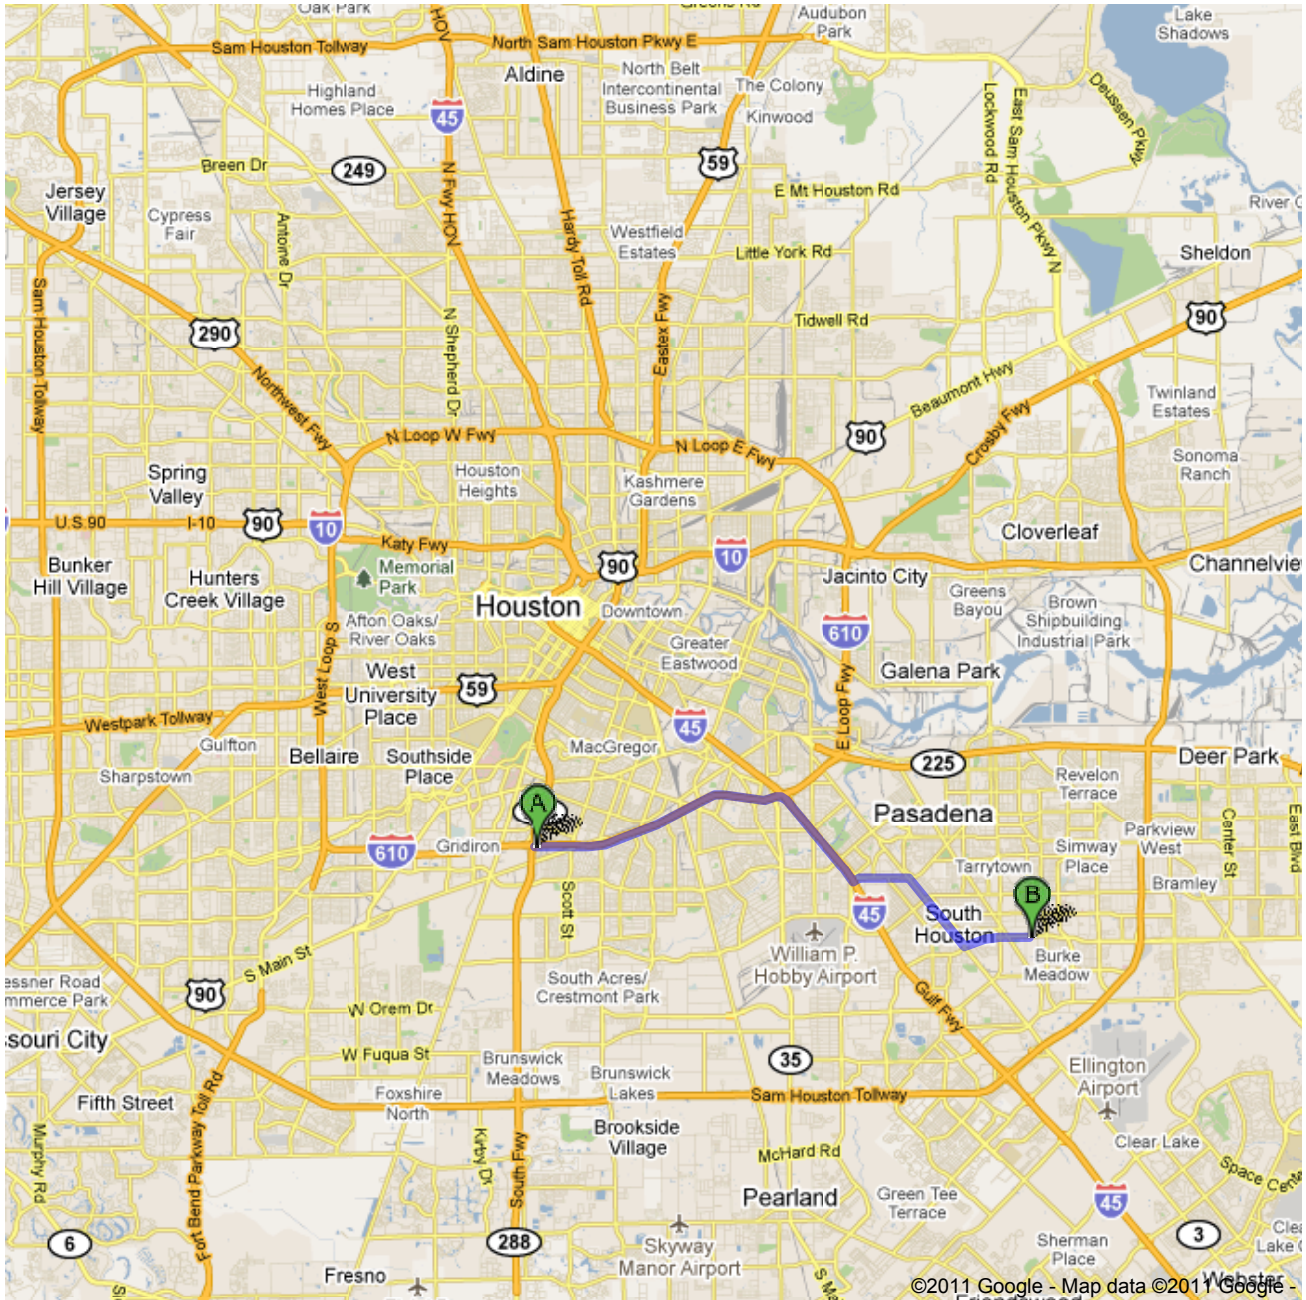 Oak Park
HOV
Audubon
Park
Lake
Shadows
Sam Houston Tollway
North Sam Houston Pkwy E
Aldine
North Belt
Intercontinental
Business Park
The Colony
Kinwood
Highland
Homes Place
45
Deussen Pkwy
Lockwood Rd
East Sam Houston Pkwy N
Breen Dr
249
N Fwy HOV
59
E Mt Houston Rd
Jersey
Village
Cypress
Fair
Antoine Dr
Hardy Toll Rd
Westfield
Estates
Little York Rd
River
Sheldon
Sam Houston Tollway
290
N Shepherd Dr
Eastex Fwy
Tidwell Rd
90
Northwest Fwy
Beaumont Hwy
Twinland
Estates
N Loop W Fwy
N Loop E Fwy
90
Crosby Fwy
Spring
Valley
Houston
Heights
Kashmere
Gardens
Sonoma
Ranch
U.S 90
I-10
90
10
Katy Fwy
90
10
Cloverleaf
Bunker
Hill Village
Hunters
Creek Village
Memorial
Park
Jacinto City
Channelvie
Houston
Downtown
Greens
Bayou
Brown
Shipbuilding
Industrial Park
Afton Oaks/
River Oaks
610
Greater
Eastwood
West Loop S
West
University
Place
59
Galena Park
E Loop Fwy
Westpark Tollway
45
Gulfton
Bellaire
Southside
Place
MacGregor
225
Deer Park
Sharpstown
Revelon
Terrace
A
Pasadena
Center St
East Blvd
610
Gridiron
Parkview
West
Simway
Place
Tarrytown
Bramley
Scott St
45
South
Houston
B
S Main St
William P.
Hobby Airport
Burke
Meadow
essner Road
mmerce Park
90
South Acres/
Crestmont Park
Gulf Fwy
W Orem Dr
ssouri City
W Fuqua St
Brunswick
Meadows
35
Ellington
Airport
Fifth Street
Foxshire
North
Brunswick
Lakes
Sam Houston Tollway
Fort Bend Parkway Toll Rd
Murphy Rd
Kirby Dr
South Fwy
Brookside
Village
McHard Rd
Clear Lake
Space Cente
Pearland
Green Tee
Terrace
45
6
288
Skyway
Manor Airport
Sherman
Place
3
Clea
Lake C
Fresno
S Ma
Webster
Friendswood
©2011 Google - Map data ©2011 Google -